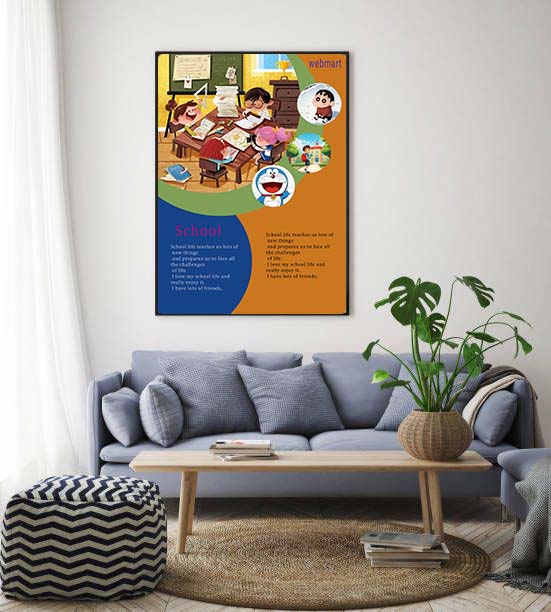 webmart
School
School life teaches us lots of
new things
and prepares us to face all
the challenges
of life.
I love my school life and
really enjoy it.
I have lots of friends,
School life teaches us lots of
new things
and prepares us to face all
the challenges
of life.
I love my school life and
really enjoy it.
I have lots of friends,